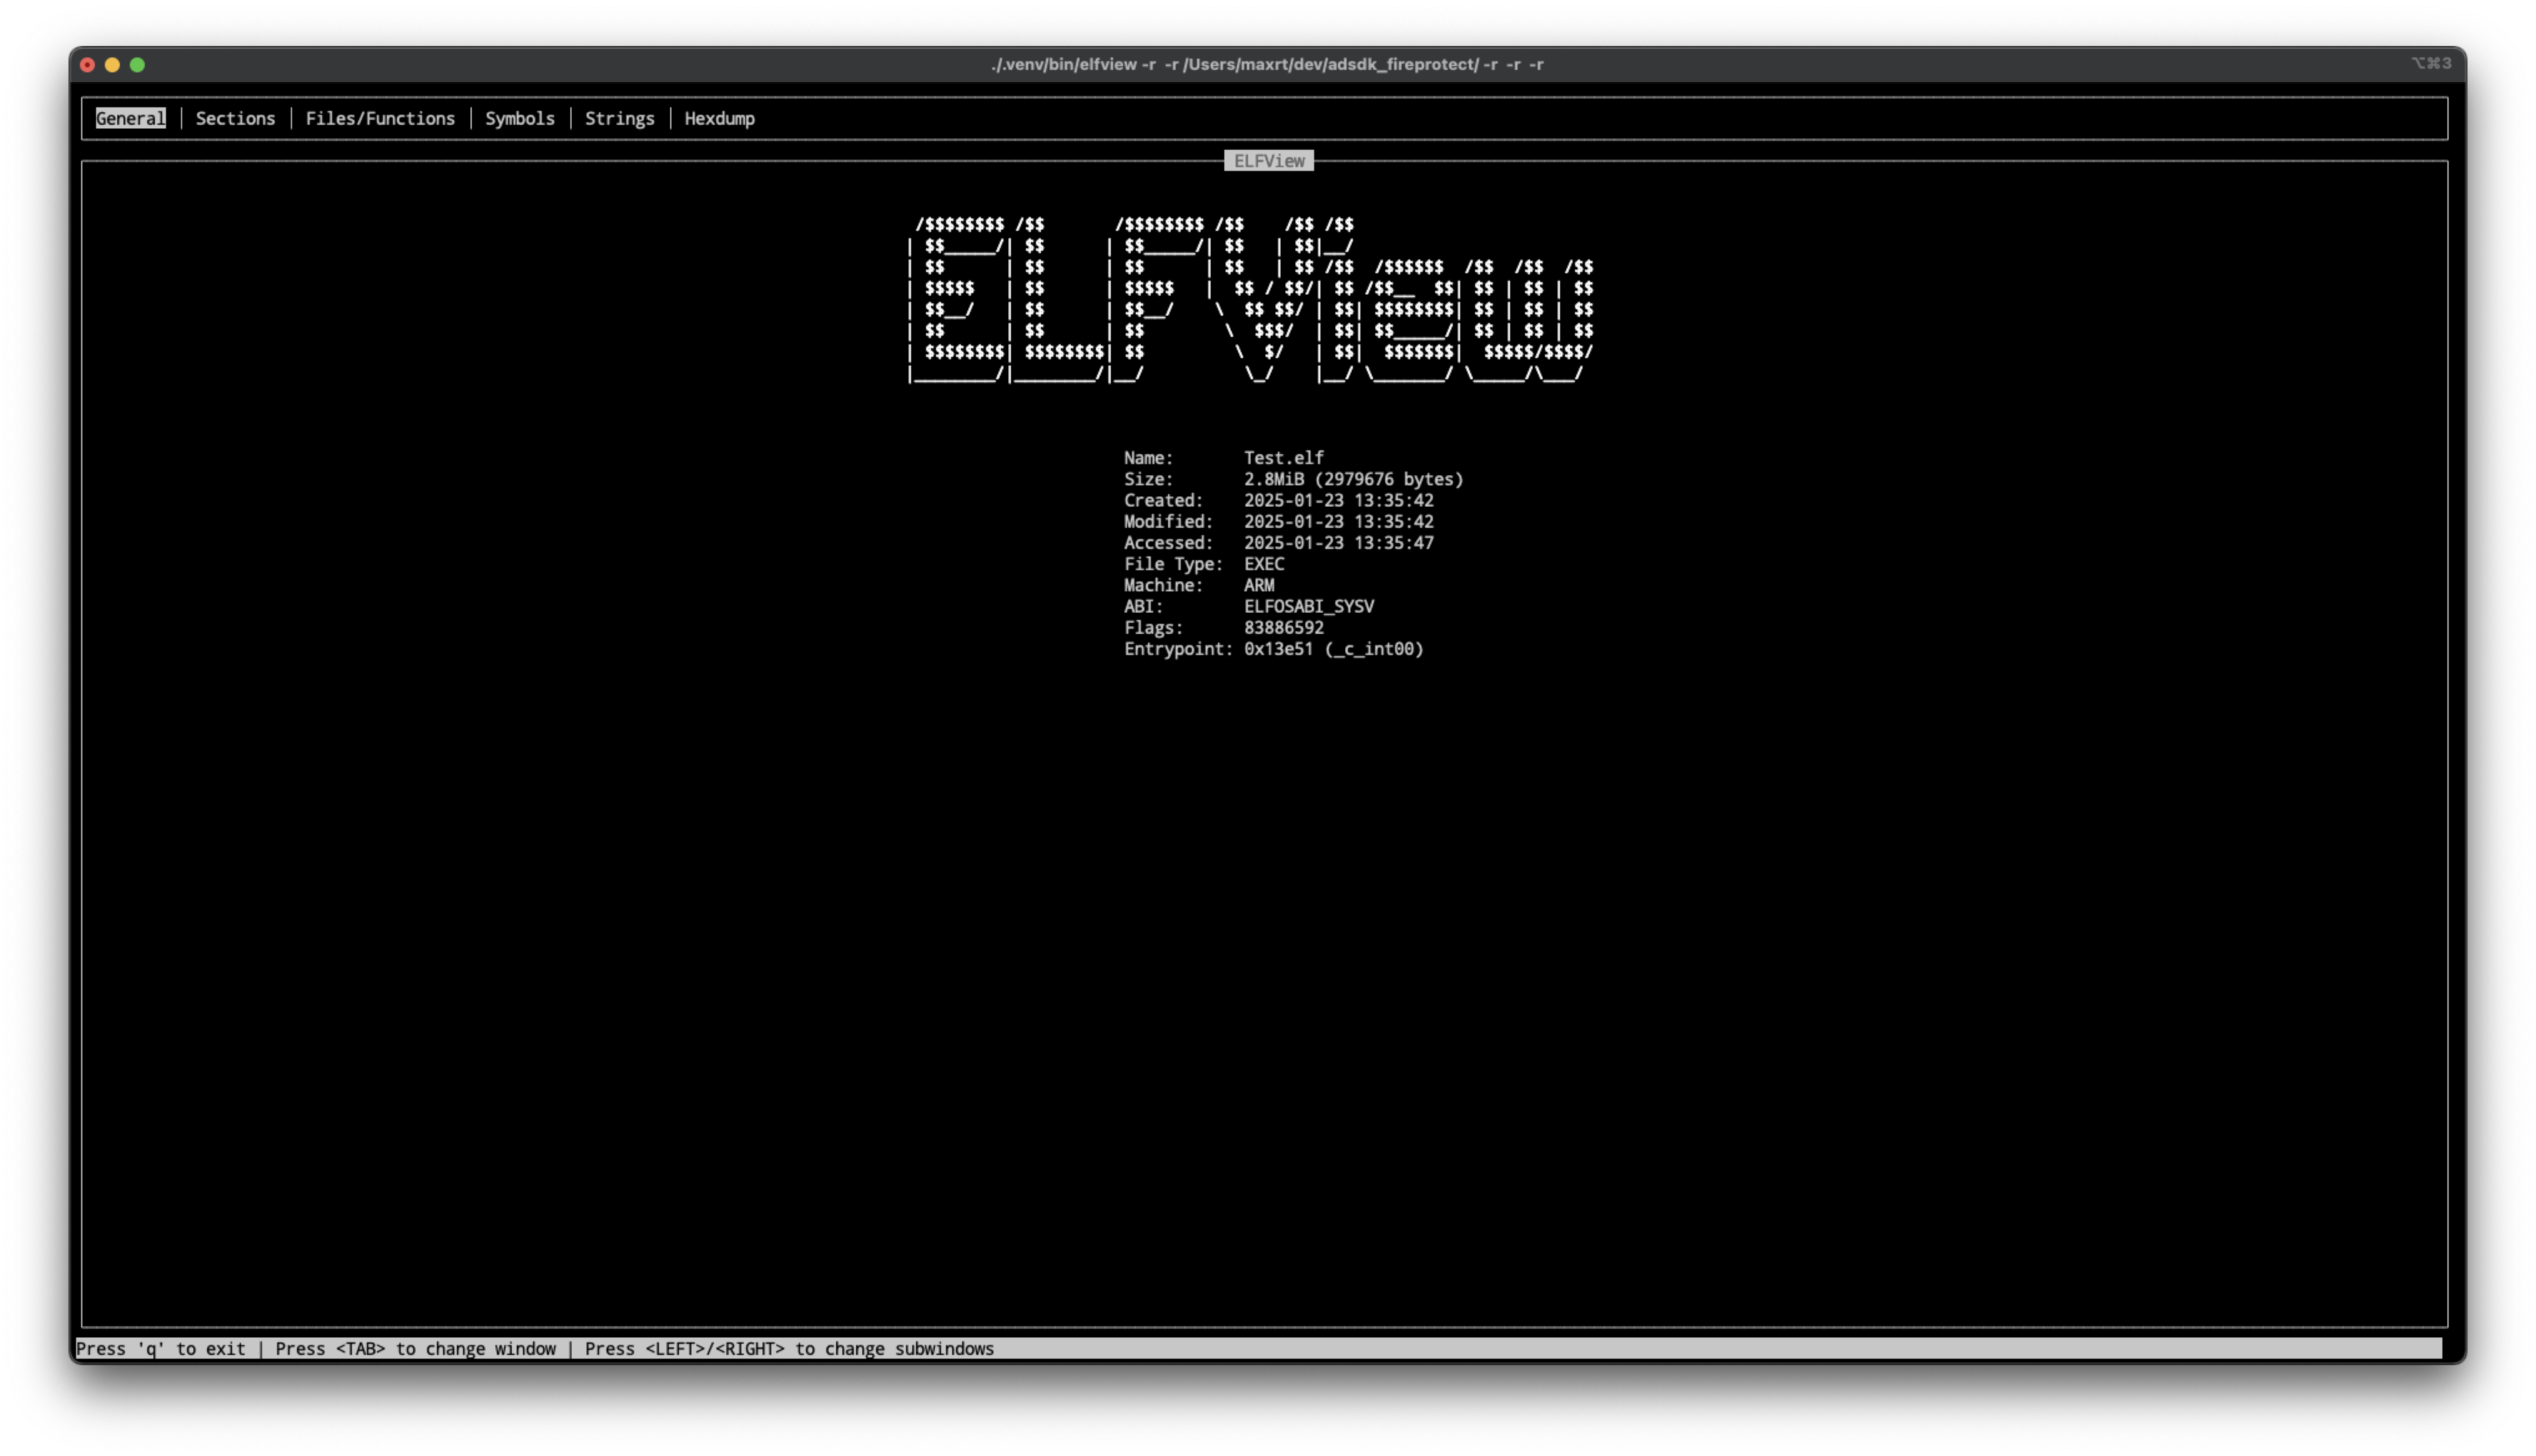 ./.venv/bin/elfview -r -r /Users/maxrt/dev/adsdk_fireprotect/ -r -r -r
⌥⌘3
General │ Sections │ Files/Functions │ Symbols │ Strings │ Hexdump
ELFView
 /$$$$$$$$ /$$       /$$$$$$$$ /$$    /$$ /$$
| $$_____/| $$      | $$_____/| $$   | $$|__/
| $$      | $$      | $$      | $$   | $$ /$$  /$$$$$$  /$$  /$$  /$$
| $$$$$   | $$      | $$$$$   |  $$ / $$/| $$ /$$__  $$| $$ | $$ | $$
| $$__/   | $$      | $$__/    \  $$ $$/ | $$| $$$$$$$$| $$ | $$ | $$
| $$      | $$      | $$        \  $$$/  | $$| $$_____/| $$ | $$ | $$
| $$$$$$$$| $$$$$$$$| $$         \  $/   | $$|  $$$$$$$|  $$$$$/$$$$/
|________/|________/|__/          \_/    |__/ \_______/ \_____/\___/
Name: Test.elf
Size: 2.8MiB (2979676 bytes)
Created: 2025-01-23 13:35:42
Modified: 2025-01-23 13:35:42
Accessed: 2025-01-23 13:35:47
File Type: EXEC
Machine: ARM
ABI: ELFOSABI_SYSV
Flags: 83886592
Entrypoint: 0x13e51 (_c_int00)
Press 'q' to exit | Press <TAB> to change window | Press <LEFT>/<RIGHT> to change subwindows